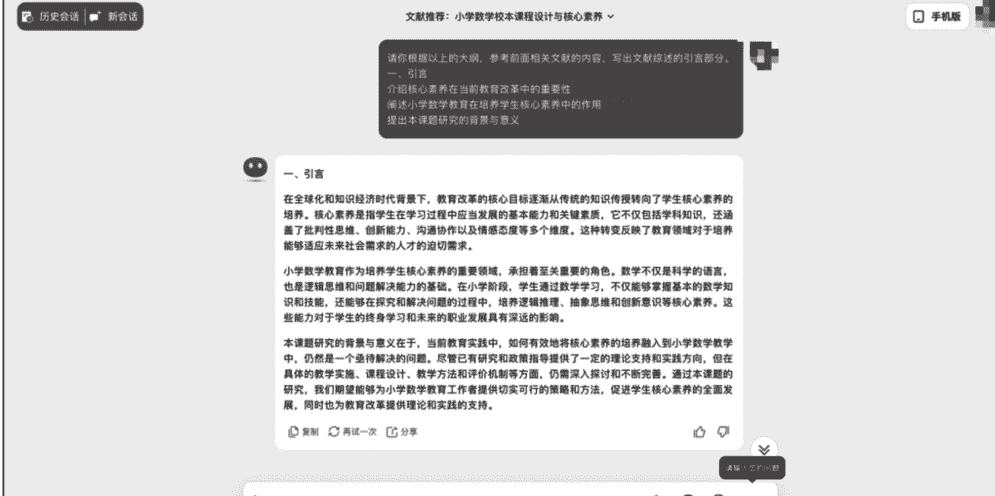 历史会话 新会话
文献推荐：小学数学校本课程设计与核心素养
手机版
请你根据以上的大纲，参考前面相关文献的内容，写出文献综述的引言部分。
一、引言
介绍核心素养在当前教育改革中的重要性
阐述小学数学教育在培养学生核心素养中的作用
提出本课题研究的背景与意义
一、引言
在全球化和知识经济时代背景下，教育改革的核心目标逐渐从传统的知识传授转向了学生核心素养的
培养。核心素养是指学生在学习过程中应当发展的基本能力和关键素质，它不仅包括学科知识，还涵
盖了批判性思维、创新能力、沟通协作以及情感态度等多个维度。这种转变反映了教育领域对于培养
能够适应未来社会需求的人才的迫切需求。
小学数学教育作为培养学生核心素养的重要领域，承担着至关重要的角色。数学不仅是科学的语言，
也是逻辑思维和问题解决能力的基础。在小学阶段，学生通过数学学习，不仅能够掌握基本的数学知
识和技能，还能够在探究和解决问题的过程中，培养逻辑推理、抽象思维和创新意识等核心素养。这
些能力对于学生的终身学习和未来的职业发展具有深远的影响。
本课题研究的背景与意义在于，当前教育实践中，如何有效地将核心素养的培养融入到小学数学教学
中，仍然是一个亟待解决的问题。尽管已有研究和政策指导提供了一定的理论支持和实践方向，但在
具体的教学实施、课程设计、教学方法和评价机制等方面，仍需深入探讨和不断完善。通过本课题的
研究，我们期望能够为小学数学教育工作者提供切实可行的策略和方法，促进学生核心素养的全面发
展，同时也为教育改革提供理论和实践的支持。
复制 再试一次 分享